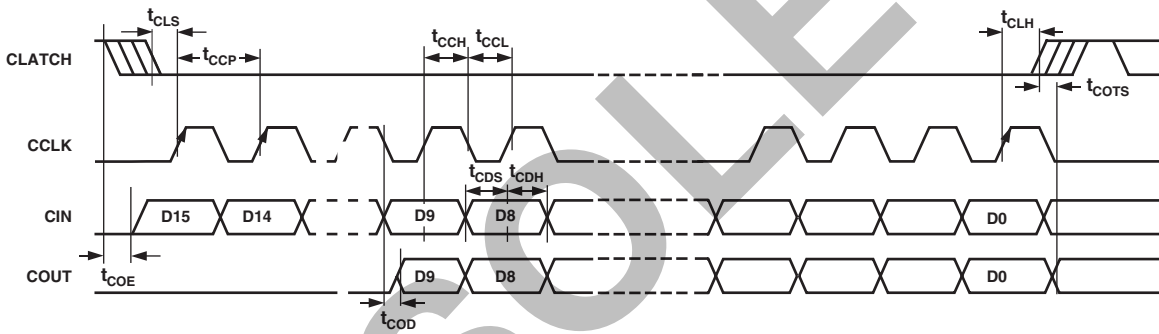 tCLS
tCCP
tCCH
tCCL
tCLH
CLATCH
tCOTS
CCLK
tCDS
tCDH
CIN
D15
D14
D9
D8
D0
tCOE
COUT
D9
D8
D0
tCOD
SOLE